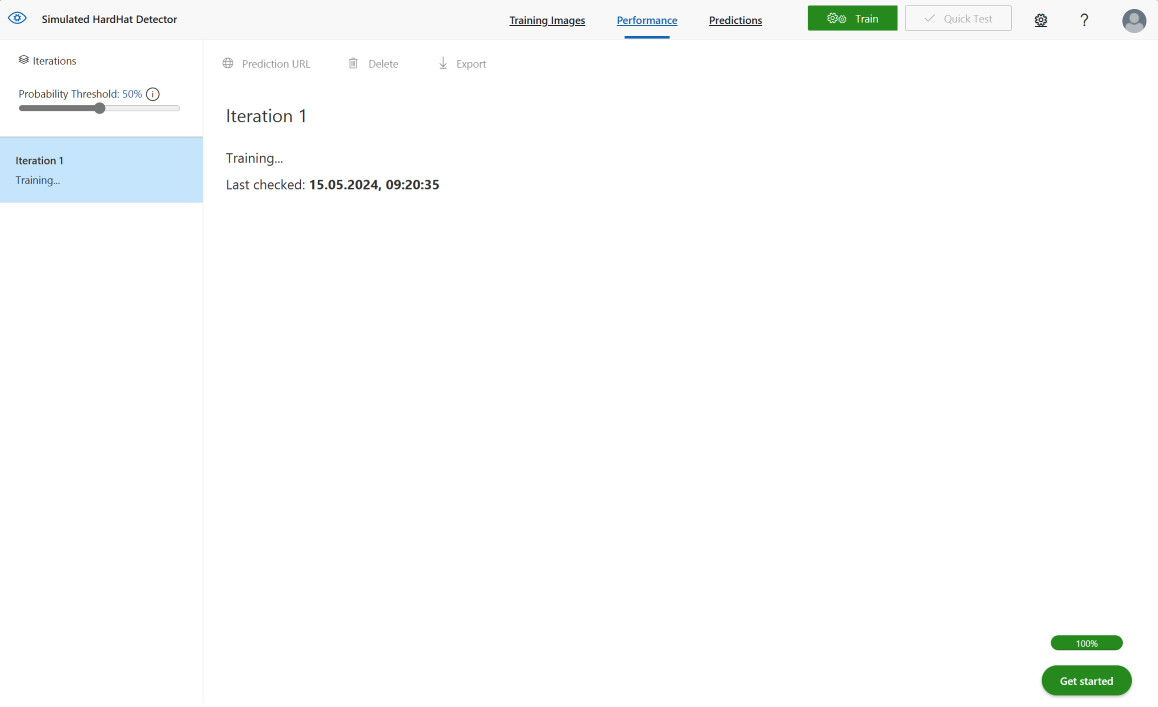 Simulated HardHat Detector
Training Images
Performance
Predictions
Train
Quick Test
?
Iterations
Probability Threshold: 50% i
Iteration 1
Training...
Prediction URL
Delete
Export
Iteration 1
Training...
Last checked: 15.05.2024, 09:20:35
100%
Get started